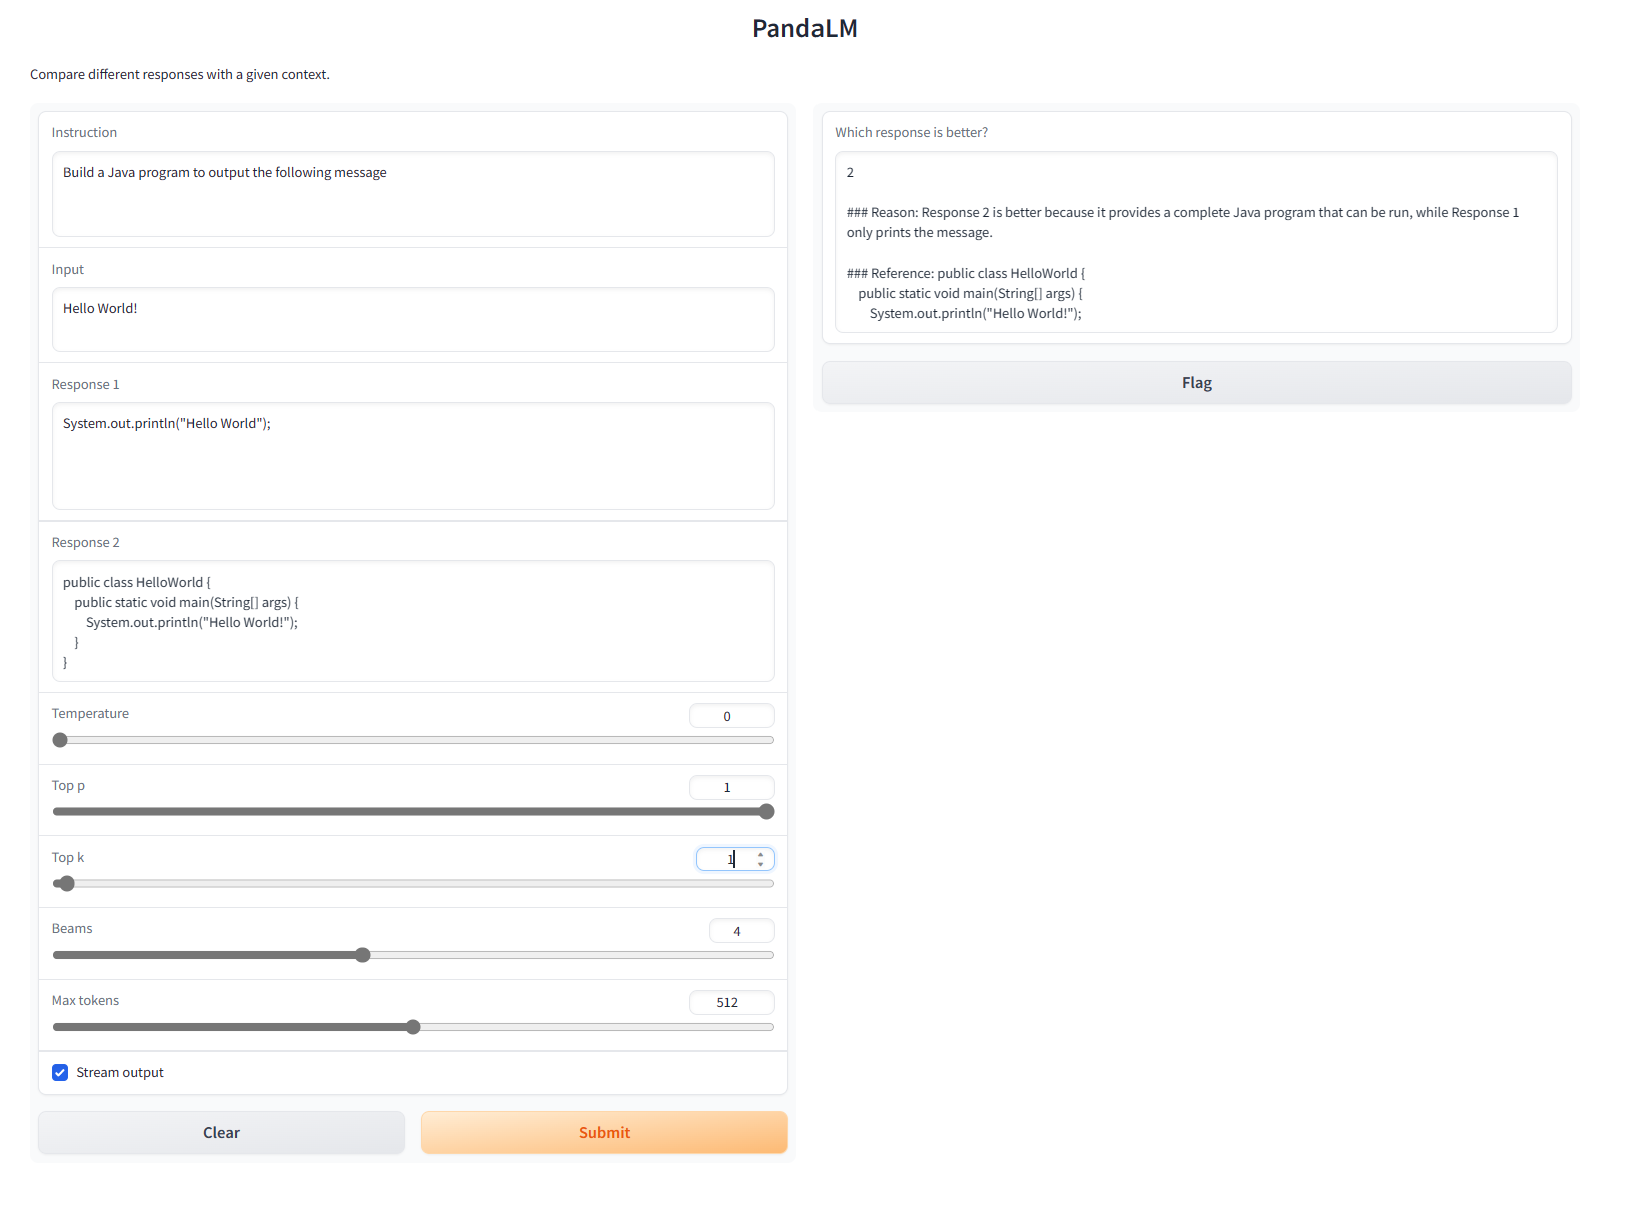 PandaLM
Compare different responses with a given context.
Instruction
Build a Java program to output the following message
Input
Hello World!
Response 1
System.out.println("Hello World");
Response 2
public class HelloWorld {
public static void main(String[] args) {
System.out.println("Hello World!");
}
}
Temperature
0
Top p
1
Top k
1
Beams
4
Max tokens
512
Stream output
Clear
Submit
Which response is better?
2
### Reason: Response 2 is better because it provides a complete Java program that can be run, while Response 1
only prints the message.
### Reference: public class HelloWorld {
public static void main(String[] args) {
System.out.println("Hello World!");
Flag